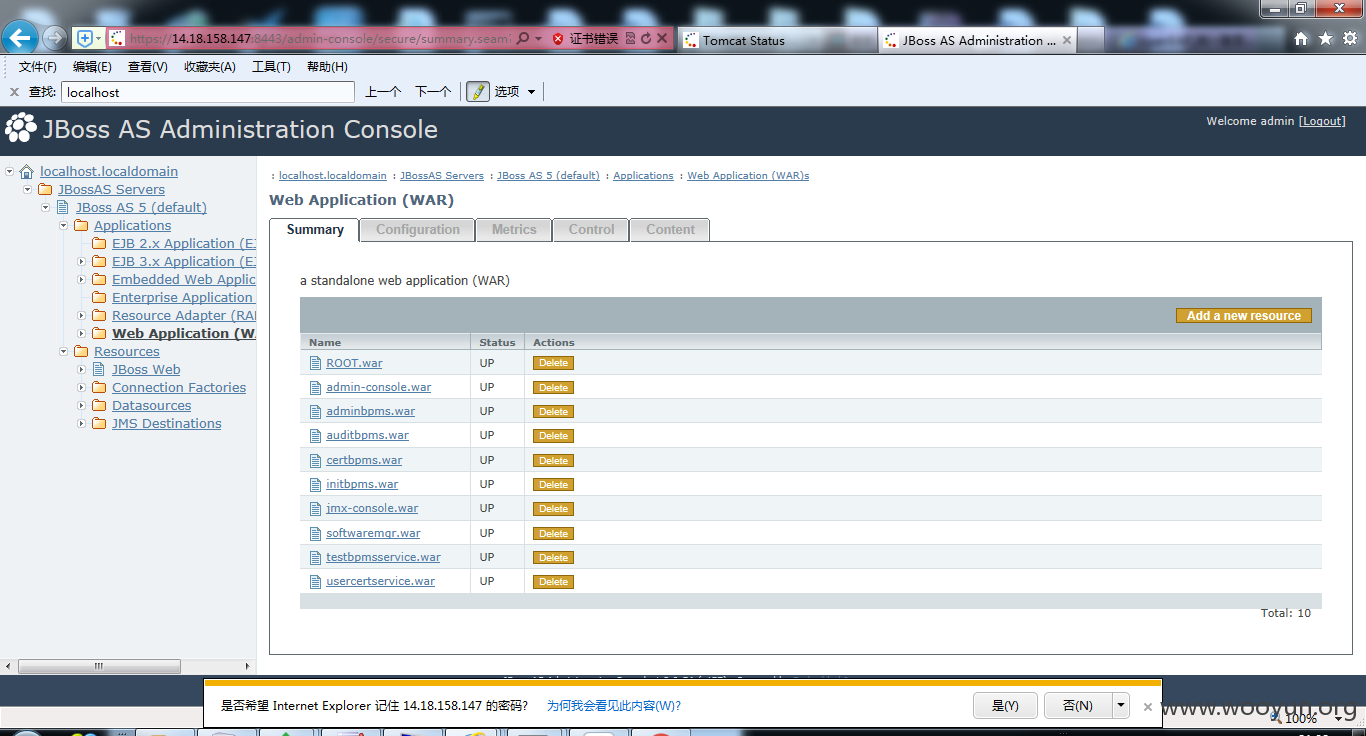 https://14.18.158.147:8443/admin-console/secure/summary.seam
证书错误
Tomcat Status
JBoss AS Administration ...
文件(F) 编辑(E) 查看(V) 收藏夹(A) 工具(T) 帮助(H)
查找: localhost 上一个 下一个 选项
JBoss AS Administration Console
Welcome admin [Logout]
localhost.localdomain
JBossAS Servers
JBoss AS 5 (default)
Applications
EJB 2.x Application (EJ
EJB 3.x Application (EJ
Embedded Web Applic
Enterprise Application
Resource Adapter (RAI
Web Application (W
Resources
JBoss Web
Connection Factories
Datasources
JMS Destinations
: localhost.localdomain : JBossAS Servers : JBoss AS 5 (default) : Applications : Web Application (WAR)s
Web Application (WAR)
Summary Configuration Metrics Control Content
a standalone web application (WAR)
Add a new resource
Name Status Actions
ROOT.war UP Delete
admin-console.war UP Delete
adminbpms.war UP Delete
auditbpms.war UP Delete
certbpms.war UP Delete
initbpms.war UP Delete
jmx-console.war UP Delete
softwaremgr.war UP Delete
testbpmsservice.war UP Delete
usercertservice.war UP Delete
Total: 10
是否希望 Internet Explorer 记住 14.18.158.147 的密码? 为何我会看见此内容(W)? 是(Y) 否(N)
www.wooyun.org
100%